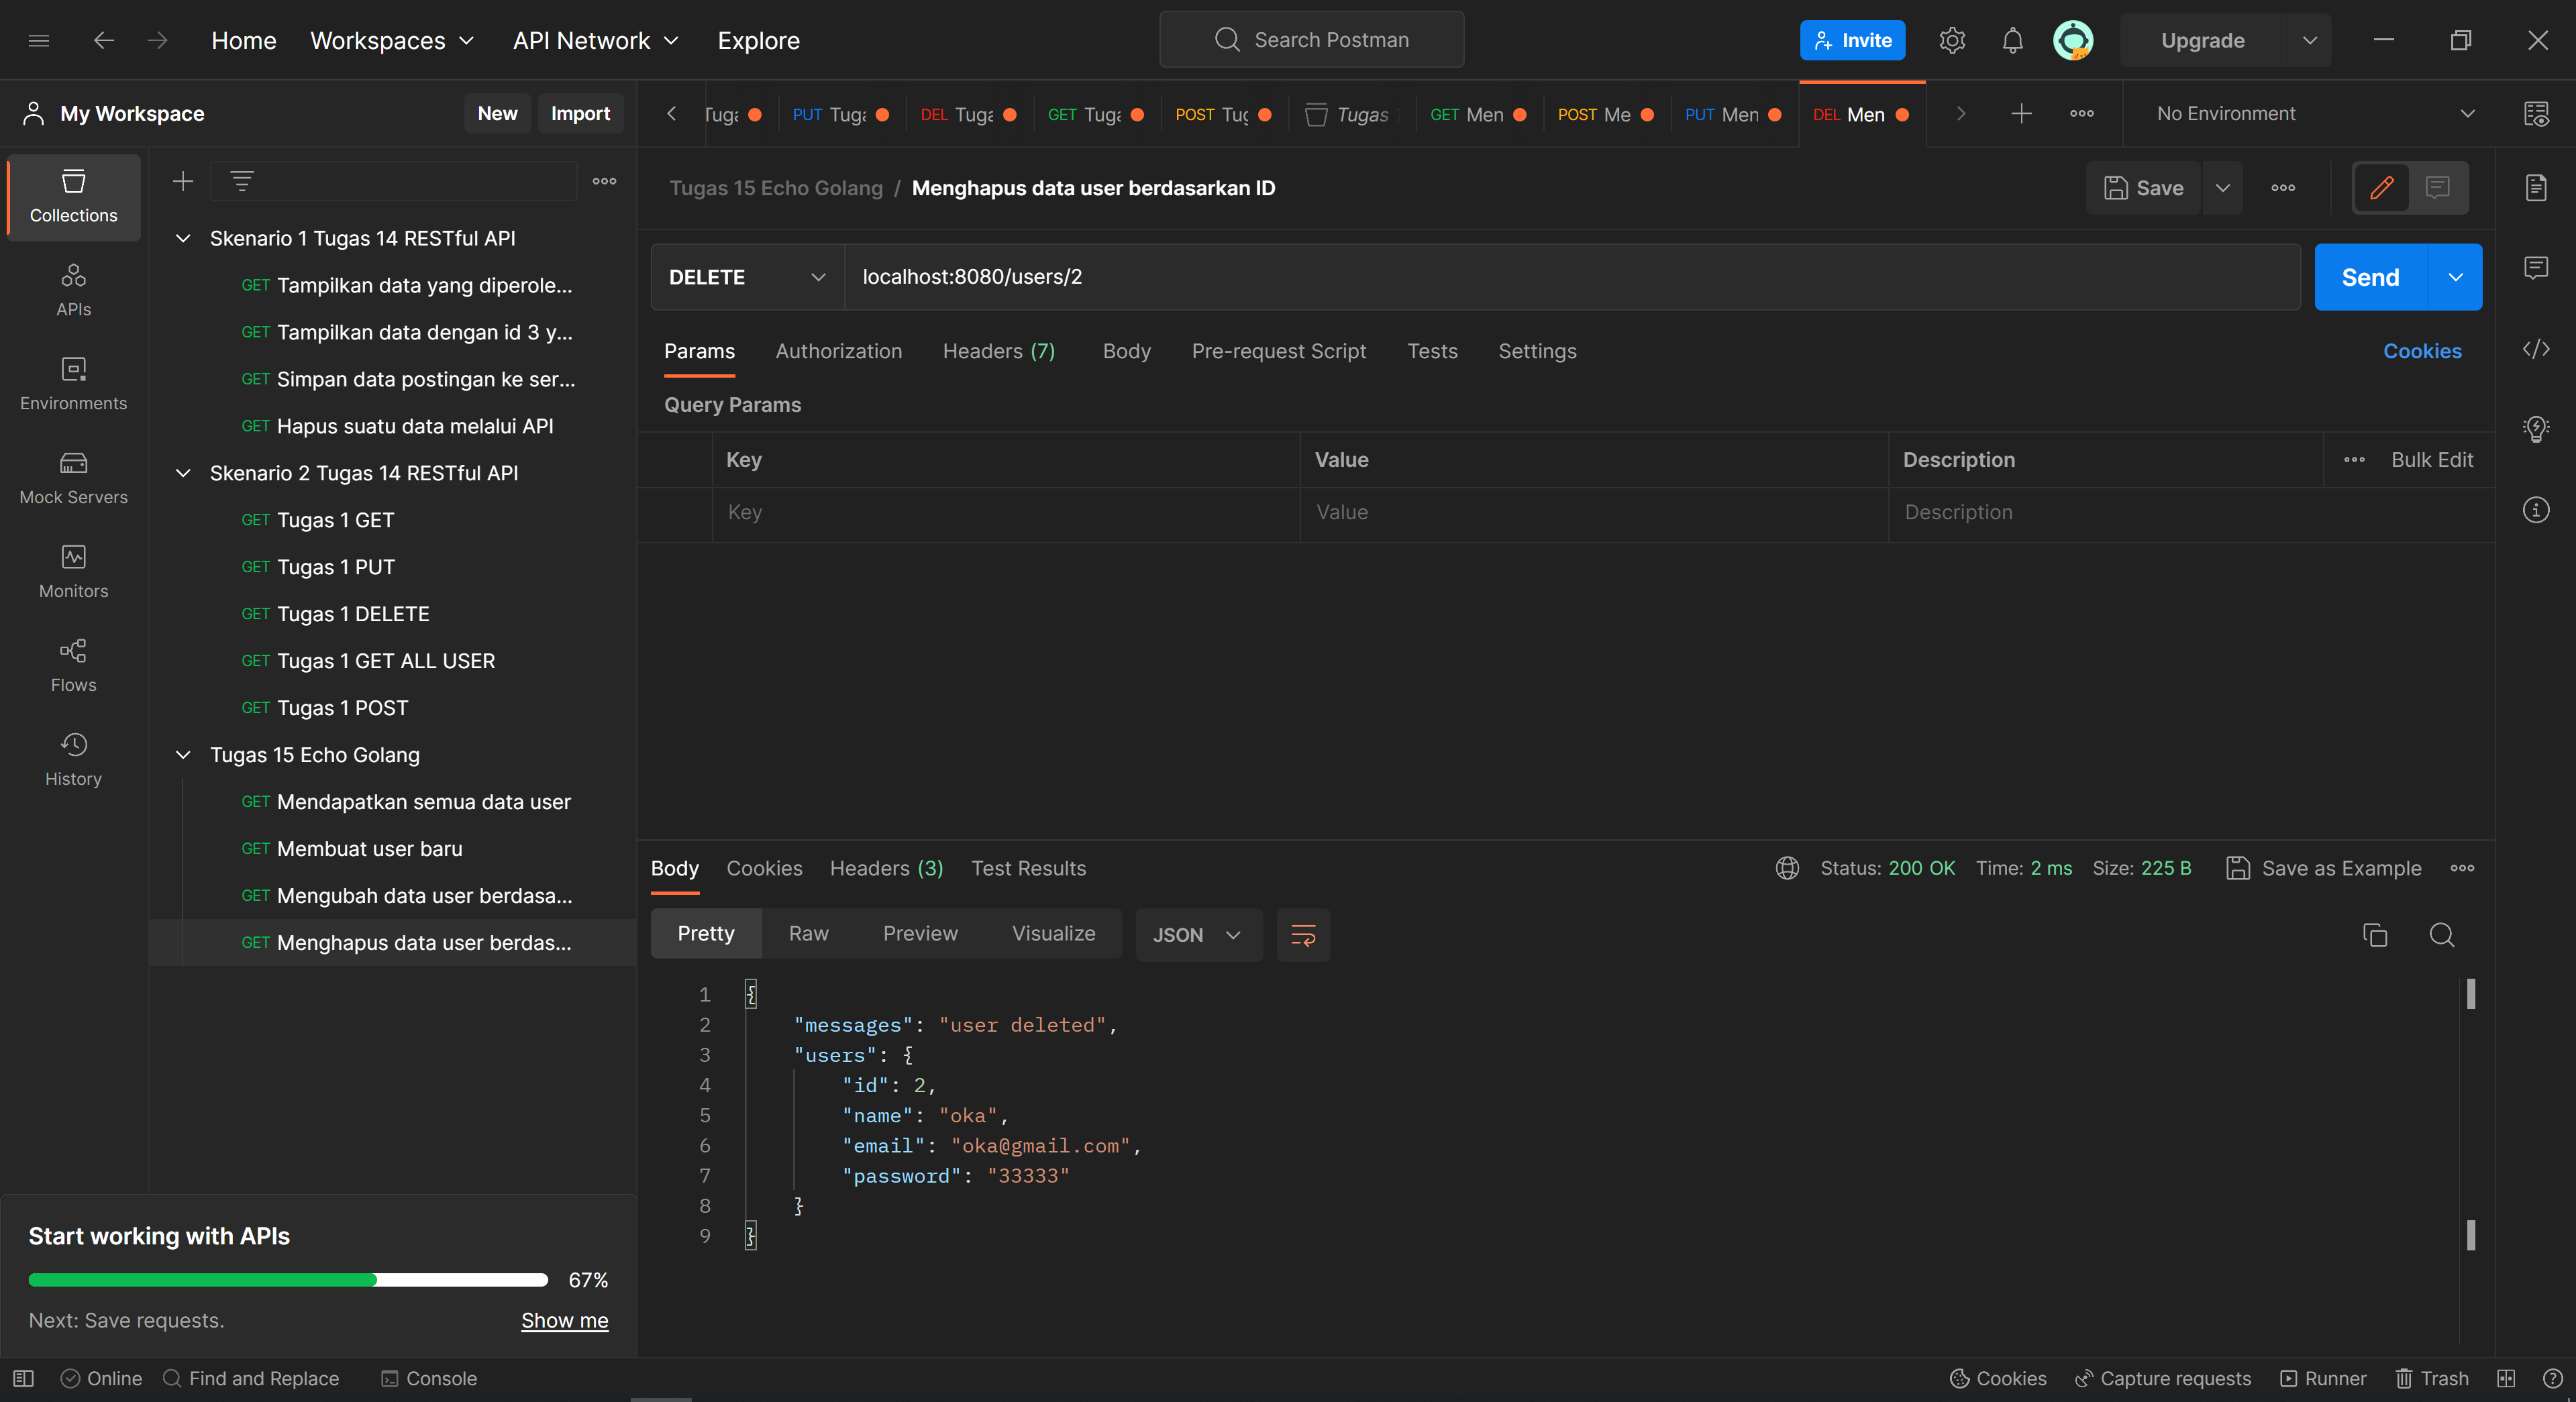 Home Workspaces API Network Explore
Search Postman
Invite
Upgrade
My Workspace
New Import
Tuga PUT Tuga DEL Tuga GET Tuga POST Tug Tugas 1 GET Men POST Me PUT Men DEL Men
No Environment
Collections
APIs
Environments
Mock Servers
Monitors
Flows
History
Skenario 1 Tugas 14 RESTful API
GET Tampilkan data yang diperole...
GET Tampilkan data dengan id 3 y...
GET Simpan data postingan ke ser...
GET Hapus suatu data melalui API
Skenario 2 Tugas 14 RESTful API
GET Tugas 1 GET
GET Tugas 1 PUT
GET Tugas 1 DELETE
GET Tugas 1 GET ALL USER
GET Tugas 1 POST
Tugas 15 Echo Golang
GET Mendapatkan semua data user
GET Membuat user baru
GET Mengubah data user berdasa...
GET Menghapus data user berdas...
Start working with APIs
67%
Next: Save requests. Show me
Tugas 15 Echo Golang / Menghapus data user berdasarkan ID
Save
DELETE localhost:8080/users/2 Send
Params Authorization Headers (7) Body Pre-request Script Tests Settings Cookies
Query Params
Key Value Description Bulk Edit
Key Value Description
Body Cookies Headers (3) Test Results Status: 200 OK Time: 2 ms Size: 225 B Save as Example
Pretty Raw Preview Visualize JSON
1 {
2 "messages": "user deleted",
3 "users": {
4 "id": 2,
5 "name": "oka",
6 "email": "oka@gmail.com",
7 "password": "33333"
8 }
9 }
Online Find and Replace Console Cookies Capture requests Runner Trash